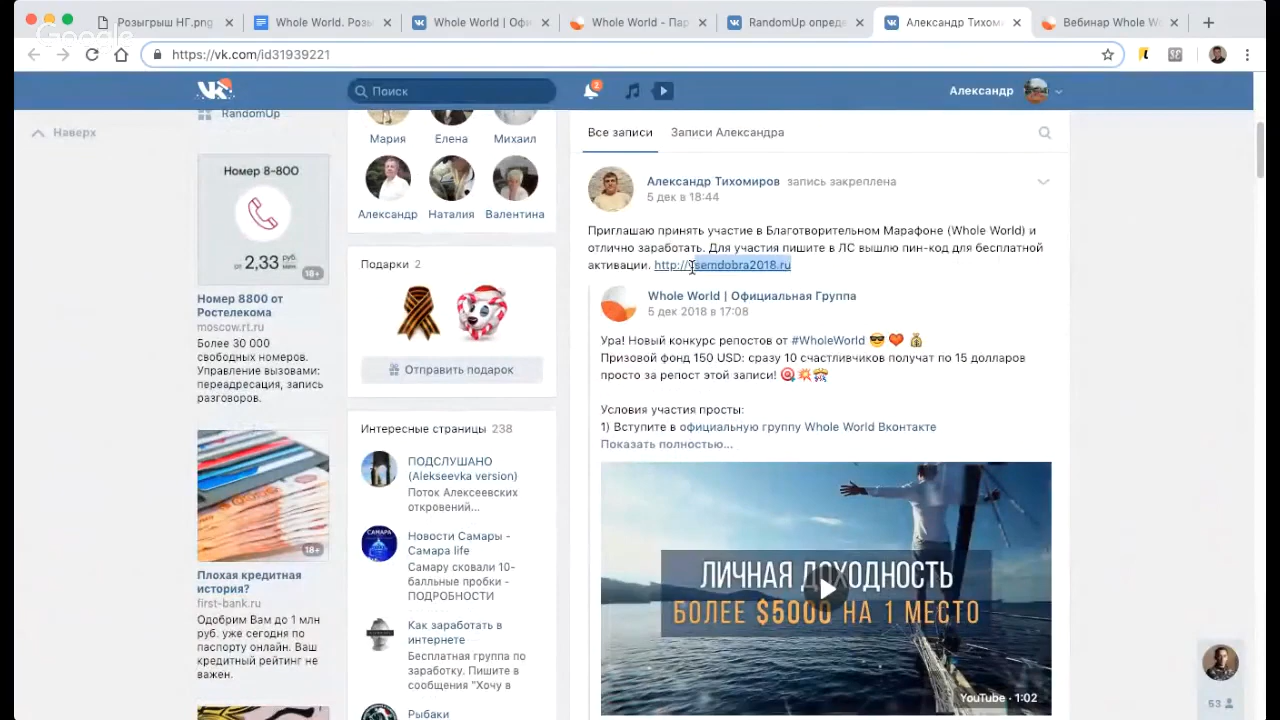 Розыгрыш НГ.png
Whole World. Розы
Whole World | Офи
Whole World - Пар
RandomUp опред
Александр Тихом
Вебинар Whole Wo
Google
https://vk.com/id31939221
Поиск
2
Александр
Наверх
RandomUp
Номер 8-800
от 2,33 руб.
18+
Номер 8800 от
Ростелекома
moscow.rt.ru
Более 30 000
свободных номеров.
Управление вызовами:
переадресация, запись
разговоров.
18+
Плохая кредитная
история?
first-bank.ru
Одобрим Вам до 1 млн
руб. уже сегодня по
паспорту онлайн. Ваш
кредитный рейтинг не
важен.
Мария
Елена
Михаил
Александр
Наталия
Валентина
Подарки 2
Отправить подарок
Интересные страницы 238
ПОДСЛУШАНО
(Alekseevka version)
Поток Алексеевских
откровений...
Новости Самары -
Самара life
Самару сковали 10-
балльные пробки -
ПОДРОБНОСТИ
Как заработать в
интернете
Бесплатная группа по
заработку. Пишите в
сообщения "Хочу в
Рыбаки
Все записи
Записи Александра
Александр Тихомиров запись закреплена
5 дек в 18:44
Приглашаю принять участие в Благотворительном Марафоне (Whole World) и
отлично заработать. Для участия пишите в ЛС вышлю пин-код для бесплатной
активации. http://semdobra2018.ru
Whole World | Официальная Группа
5 дек 2018 в 17:08
Ура! Новый конкурс репостов от #WholeWorld
Призовой фонд 150 USD: сразу 10 счастливчиков получат по 15 долларов
просто за репост этой записи!
Условия участия просты:
1) Вступите в официальную группу Whole World Вконтакте
Показать полностью...
ЛИЧНАЯ ДОХОДНОСТЬ
БОЛЕЕ $5000 НА 1 МЕСТО
YouTube · 1:02
53